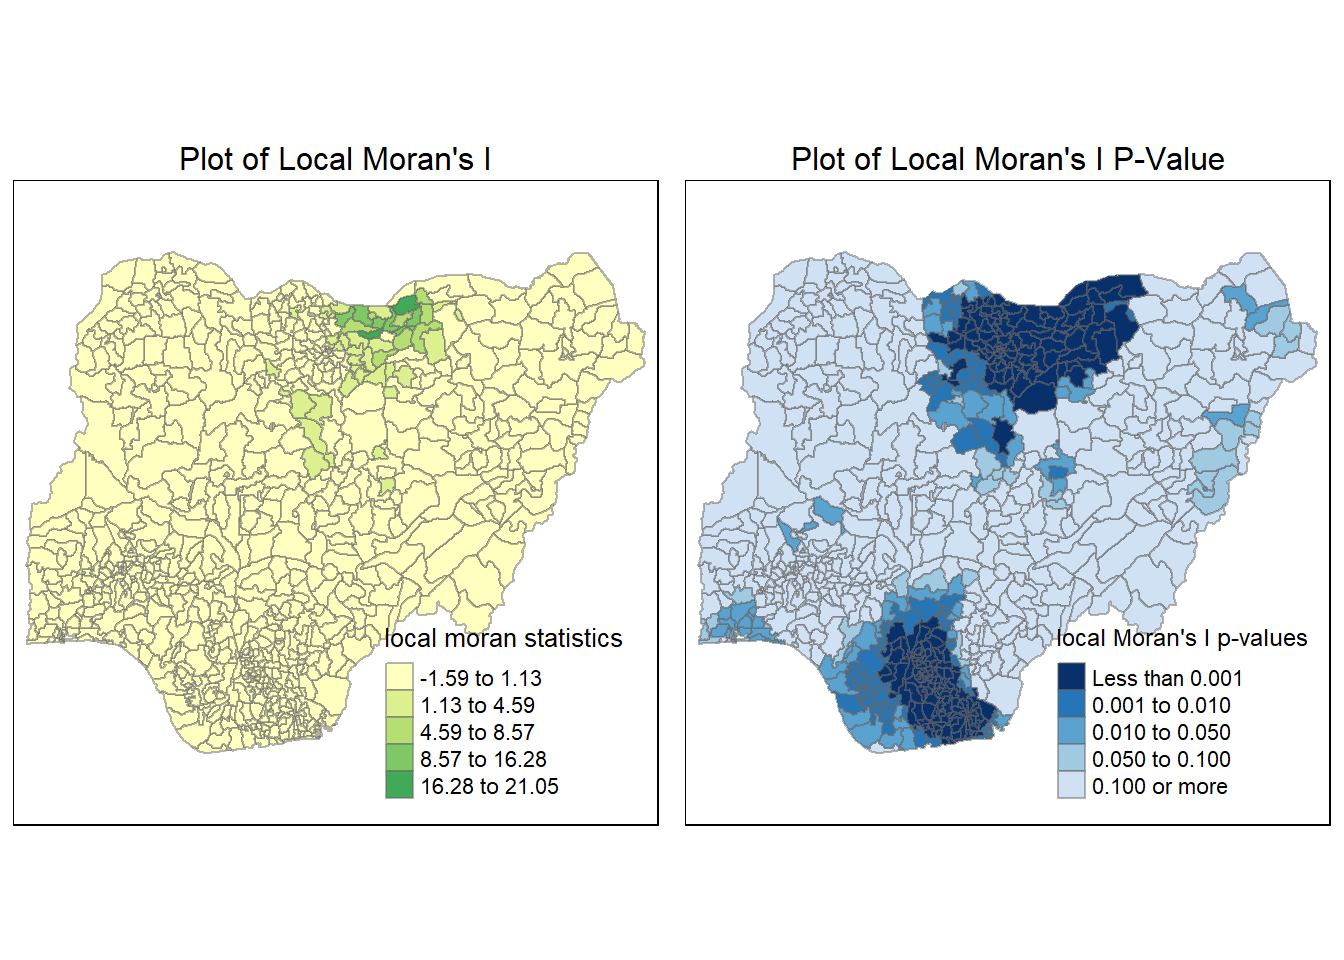 Plot of Local Moran's I
local moran statistics
-1.59 to 1.13
1.13 to 4.59
4.59 to 8.57
8.57 to 16.28
16.28 to 21.05
Plot of Local Moran's I P-Value
local Moran's I p-values
Less than 0.001
0.001 to 0.010
0.010 to 0.050
0.050 to 0.100
0.100 or more